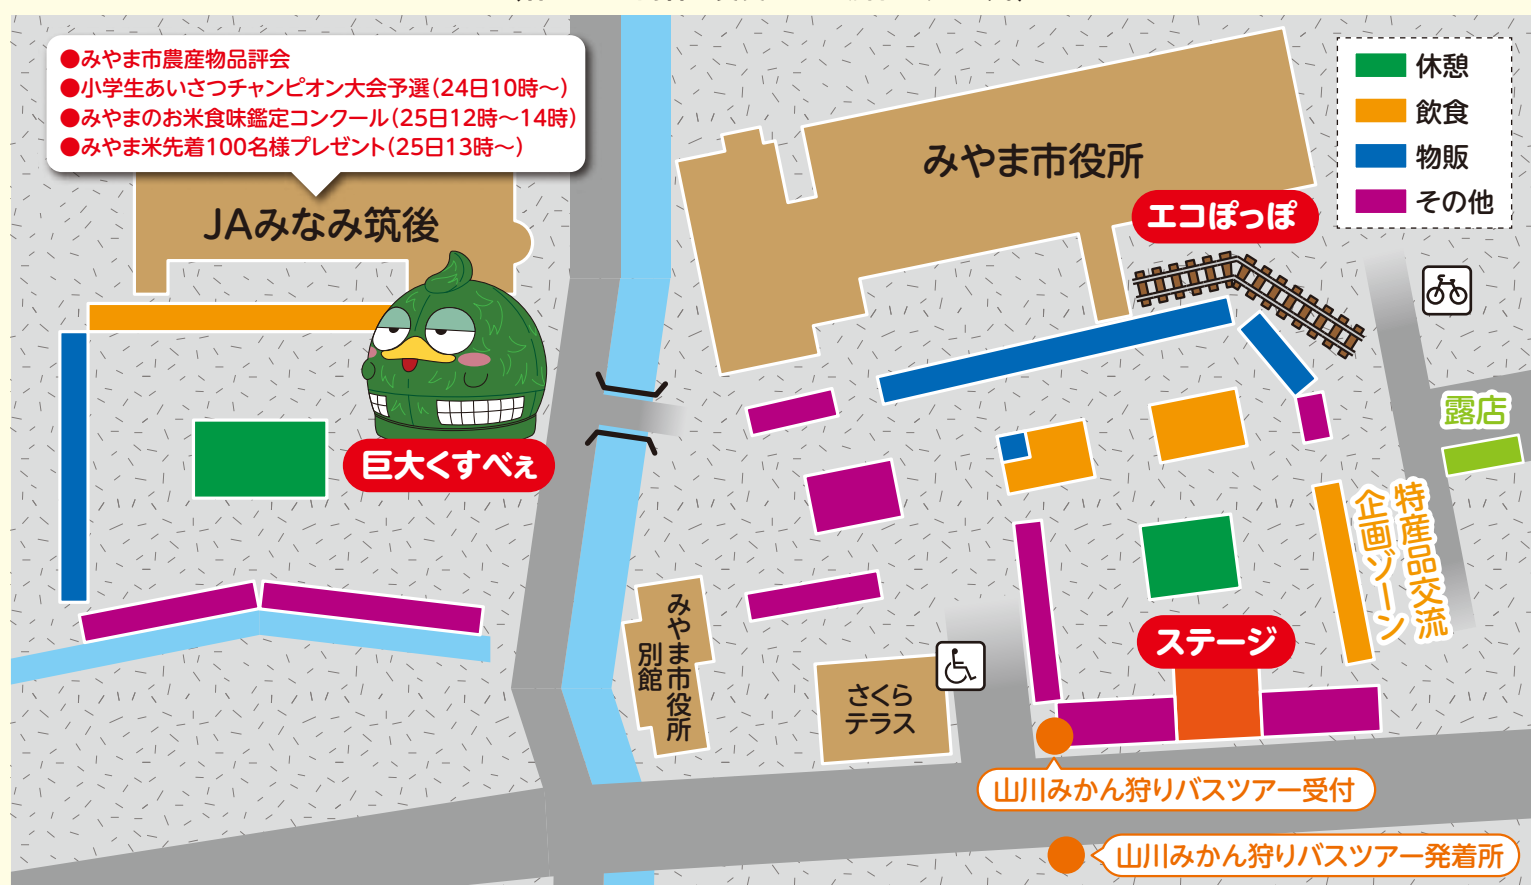 ●みやま市農産物品評会
●小学生あいさつチャンピオン大会予選(24日10時～)
●みやまのお米食味鑑定コンクール(25日12時～14時)
●みやま米先着100名様プレゼント(25日13時～)
JAみなみ筑後
みやま市役所
エコぽっぽ
休憩
飲食
物販
その他
巨大くすべぇ
露店
特産品交流
企画ゾーン
みやま市役所
別館
さくら
テラス
ステージ
山川みかん狩りバスツアー受付
山川みかん狩りバスツアー発着所